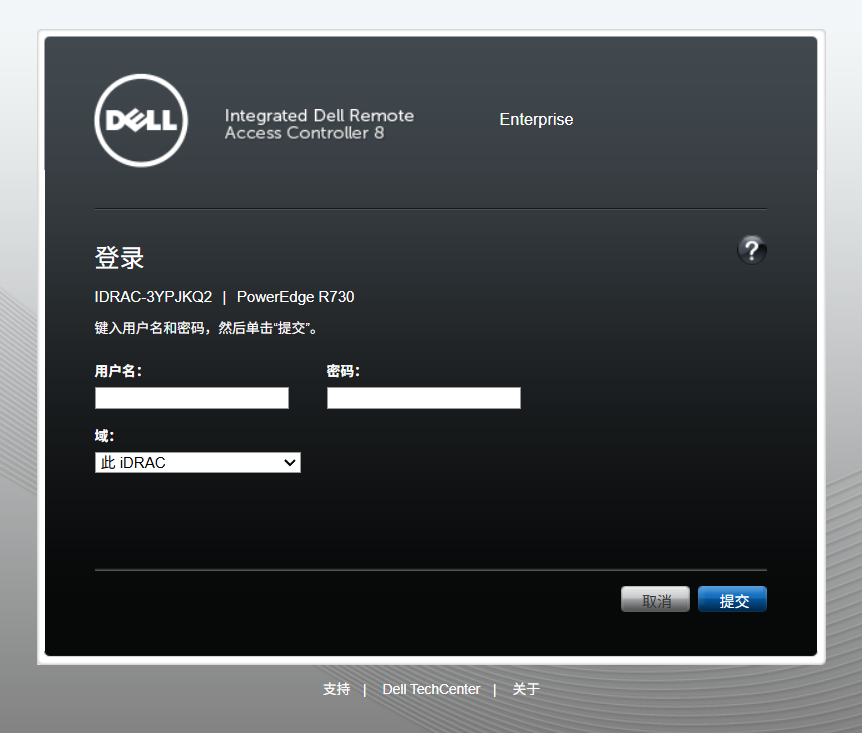 DELL
Integrated Dell Remote
Access Controller 8
Enterprise
登录
?
IDRAC-3YPJKQ2 | PowerEdge R730
键入用户名和密码，然后单击“提交”。
用户名： 密码：
域：
此 iDRAC
取消 提交
支持 | Dell TechCenter | 关于